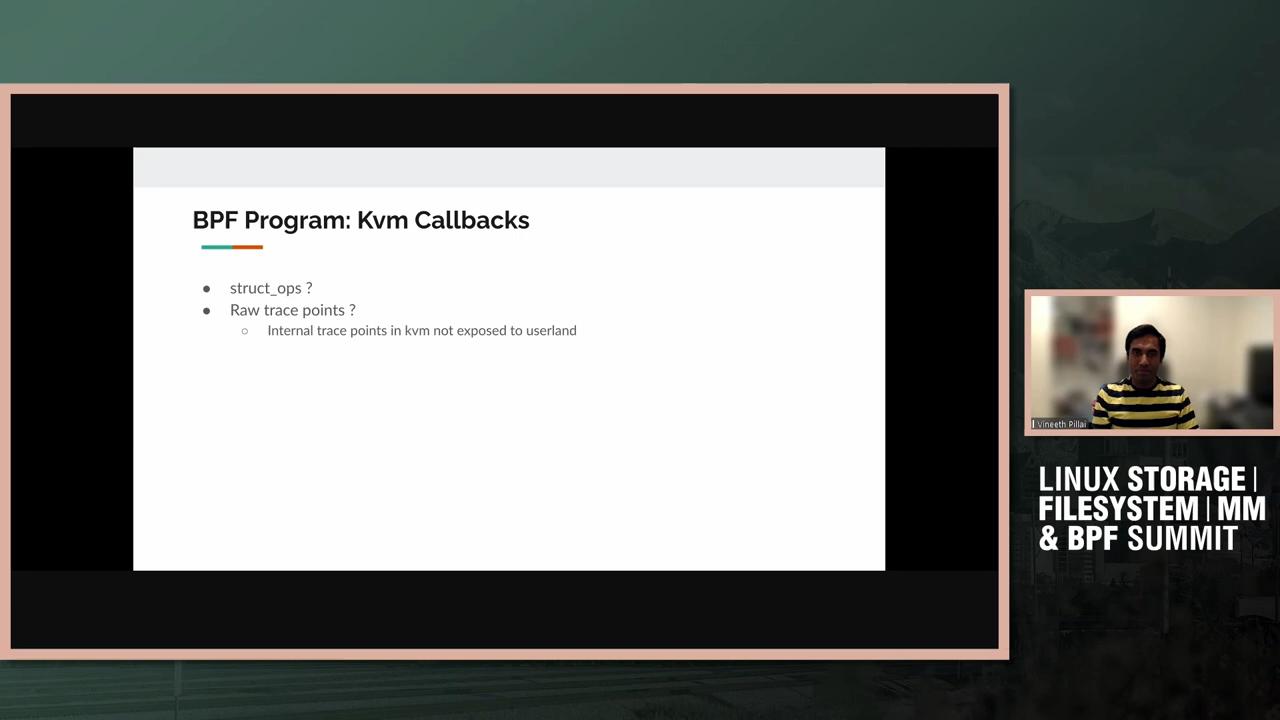 BPF Program: Kvm Callbacks
● struct_ops ?
● Raw trace points ?
○ Internal trace points in kvm not exposed to userland
Vineeth Pillai
LINUX STORAGE |
FILESYSTEM | MM
& BPF SUMMIT